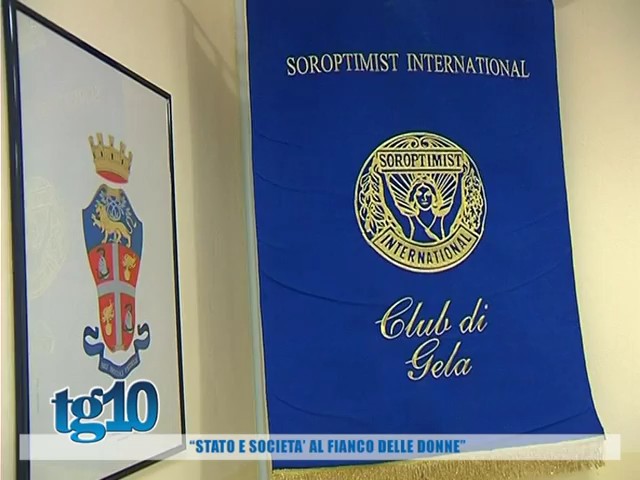 SOROPTIMIST INTERNATIONAL
SOROPTIMIST
INTERNATIONAL
Club di
Gela
tg10
"STATO E SOCIETA' AL FIANCO DELLE DONNE"